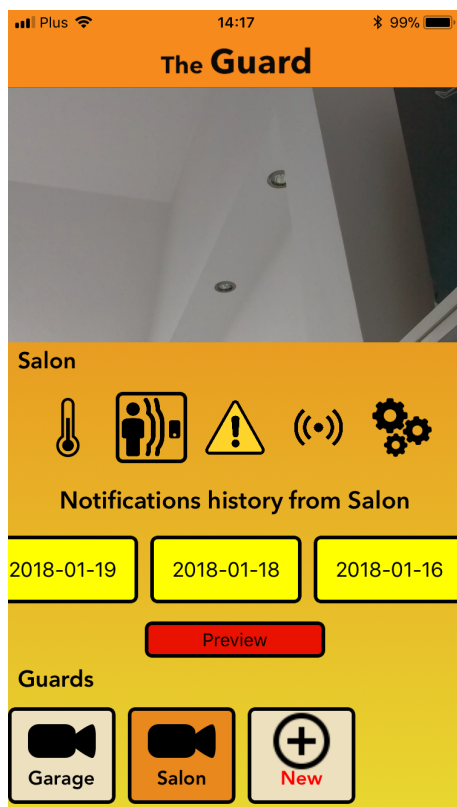 Plus 14:17 99%
The Guard
Salon
Notifications history from Salon
2018-01-19 2018-01-18 2018-01-16
Preview
Guards
Garage Salon New